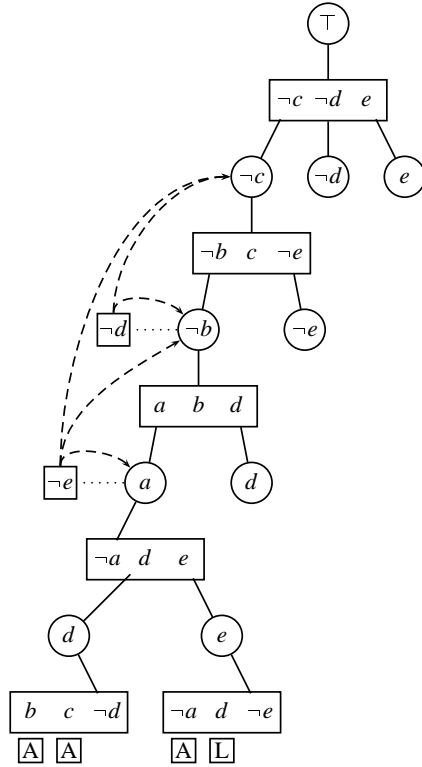 ⊤
¬c ¬d e
¬c ¬d e
¬b c ¬e
¬d ¬b ¬e
a b d
¬e a d
¬a d e
d e
b c ¬d ¬a d ¬e
A A A L